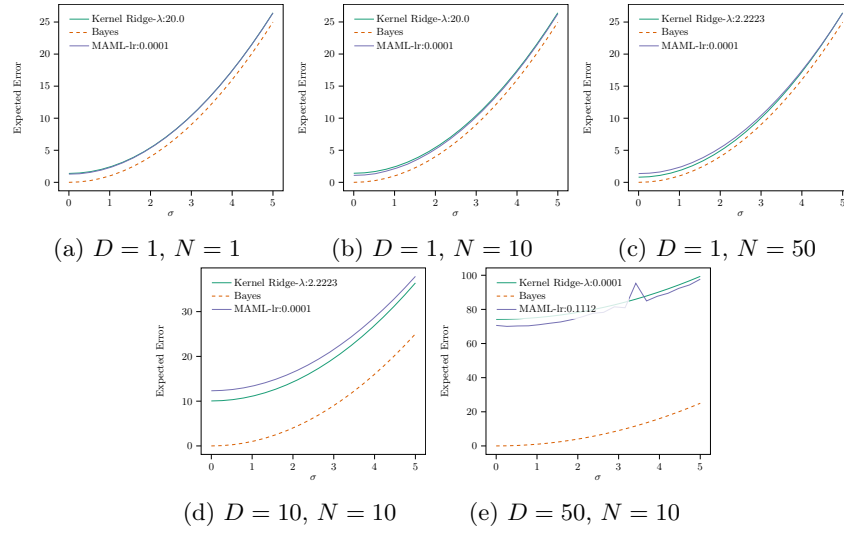 Kernel Ridge-λ:20.0
Bayes
MAML-lr:0.0001
Expected Error
25
20
15
10
5
0
0 1 2 3 4 5
σ
(a) D = 1, N = 1
Kernel Ridge-λ:20.0
Bayes
MAML-lr:0.0001
Expected Error
25
20
15
10
5
0
0 1 2 3 4 5
σ
(b) D = 1, N = 10
Kernel Ridge-λ:2.2223
Bayes
MAML-lr:0.0001
Expected Error
25
20
15
10
5
0
0 1 2 3 4 5
σ
(c) D = 1, N = 50
Kernel Ridge-λ:2.2223
Bayes
MAML-lr:0.0001
Expected Error
30
20
10
0
0 1 2 3 4 5
σ
(d) D = 10, N = 10
Kernel Ridge-λ:0.0001
Bayes
MAML-lr:0.1112
Expected Error
100
80
60
40
20
0
0 1 2 3 4 5
σ
(e) D = 50, N = 10